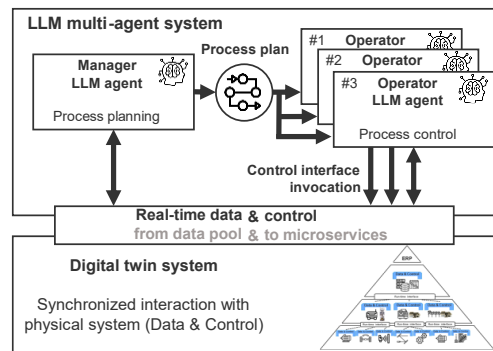 LLM multi-agent system
Manager
LLM agent
Process planning
Process plan
#1 Operator
#2 Operator
#3 Operator
LLM agent
Process control
Control interface
invocation
Real-time data & control
from data pool & to microservices
Digital twin system
Synchronized interaction with
physical system (Data & Control)
ERP